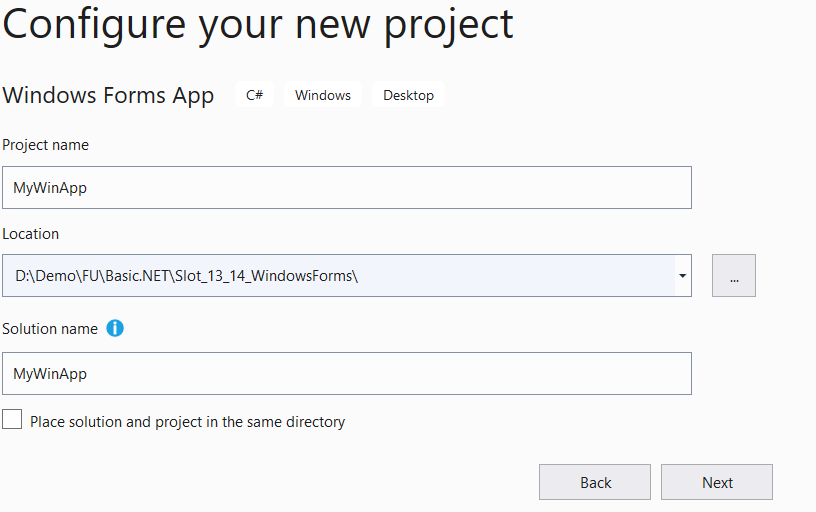 Configure your new project
Windows Forms App C# Windows Desktop
Project name
MyWinApp
Location
D:\Demo\FU\Basic.NET\Slot_13_14_WindowsForms\
...
Solution name
MyWinApp
Place solution and project in the same directory
Back Next